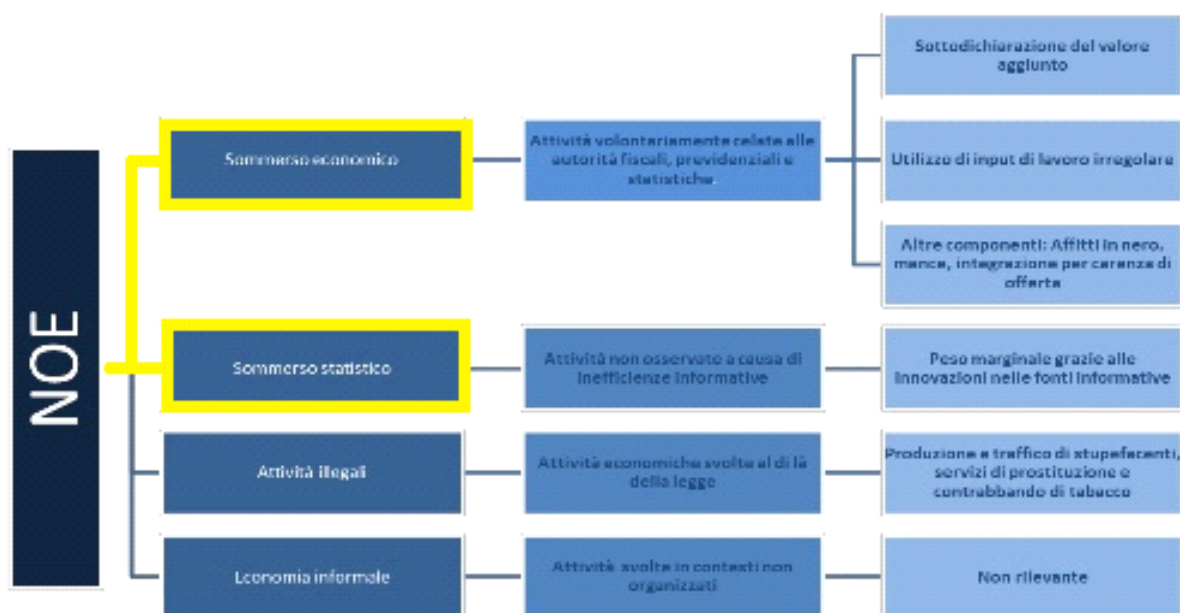 NOE
Sommerso economico
Attività volontariamente celate alle
autorità fiscali, previdenziali e
statistiche.
Sottodichiarazione del valore
aggiunto
Utilizzo di input di lavoro irregolare
Altre componenti: Affitti in nero,
mance, integrazione per carenza di
offerta
Sommerso statistico
Attività non osservate a causa di
inefficienze informative
Peso marginale grazie alle
innovazioni nelle fonti informative
Attività illegali
Attività economiche svolte al di là
della legge
Produzione e traffico di stupefacenti,
servizi di prostituzione e
contrabbando di tabacco
Economia informale
Attività svolte in contesti non
organizzati
Non rilevante